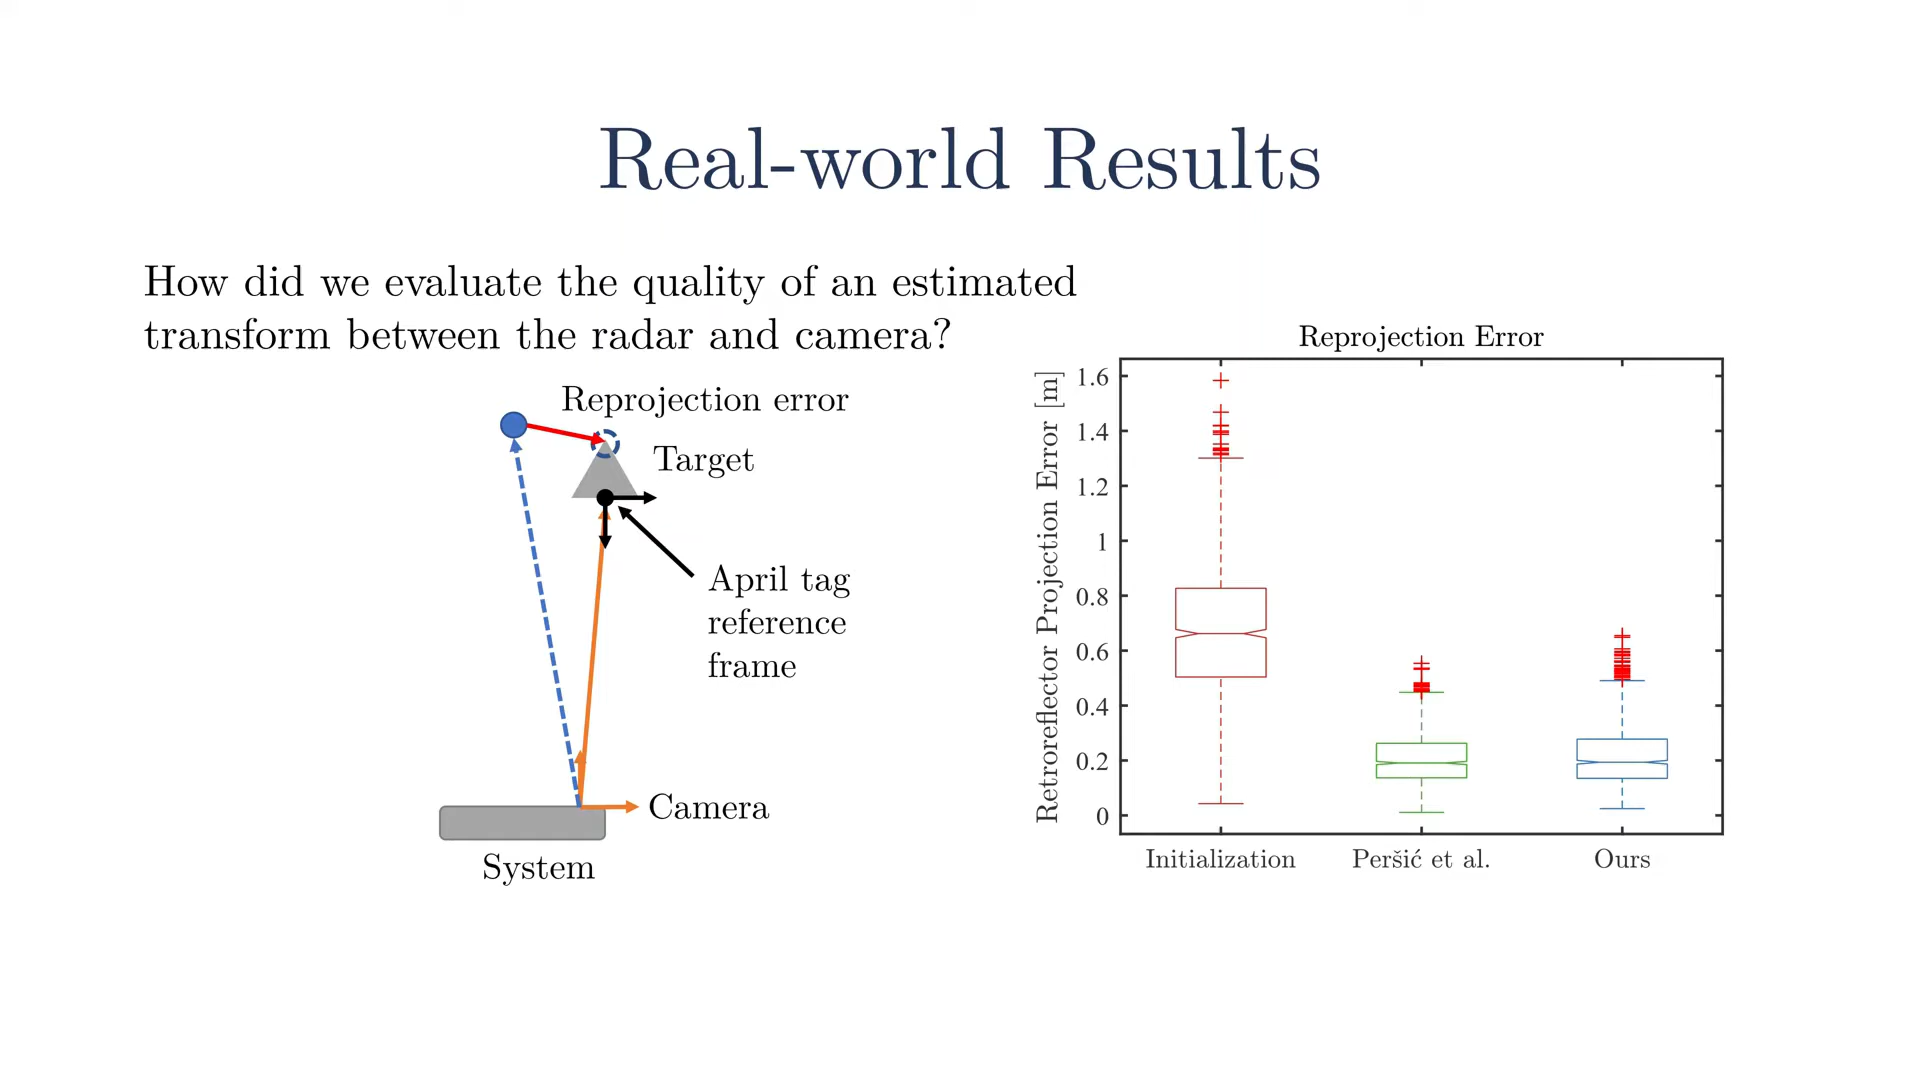 Real-world Results
How did we evaluate the quality of an estimated
transform between the radar and camera?
Reprojection error
Target
April tag
reference
frame
Camera
System
Reprojection Error
Retroreflector Projection Error [m]
1.6
1.4
1.2
1
0.8
0.6
0.4
0.2
0
Initialization
Peršić et al.
Ours